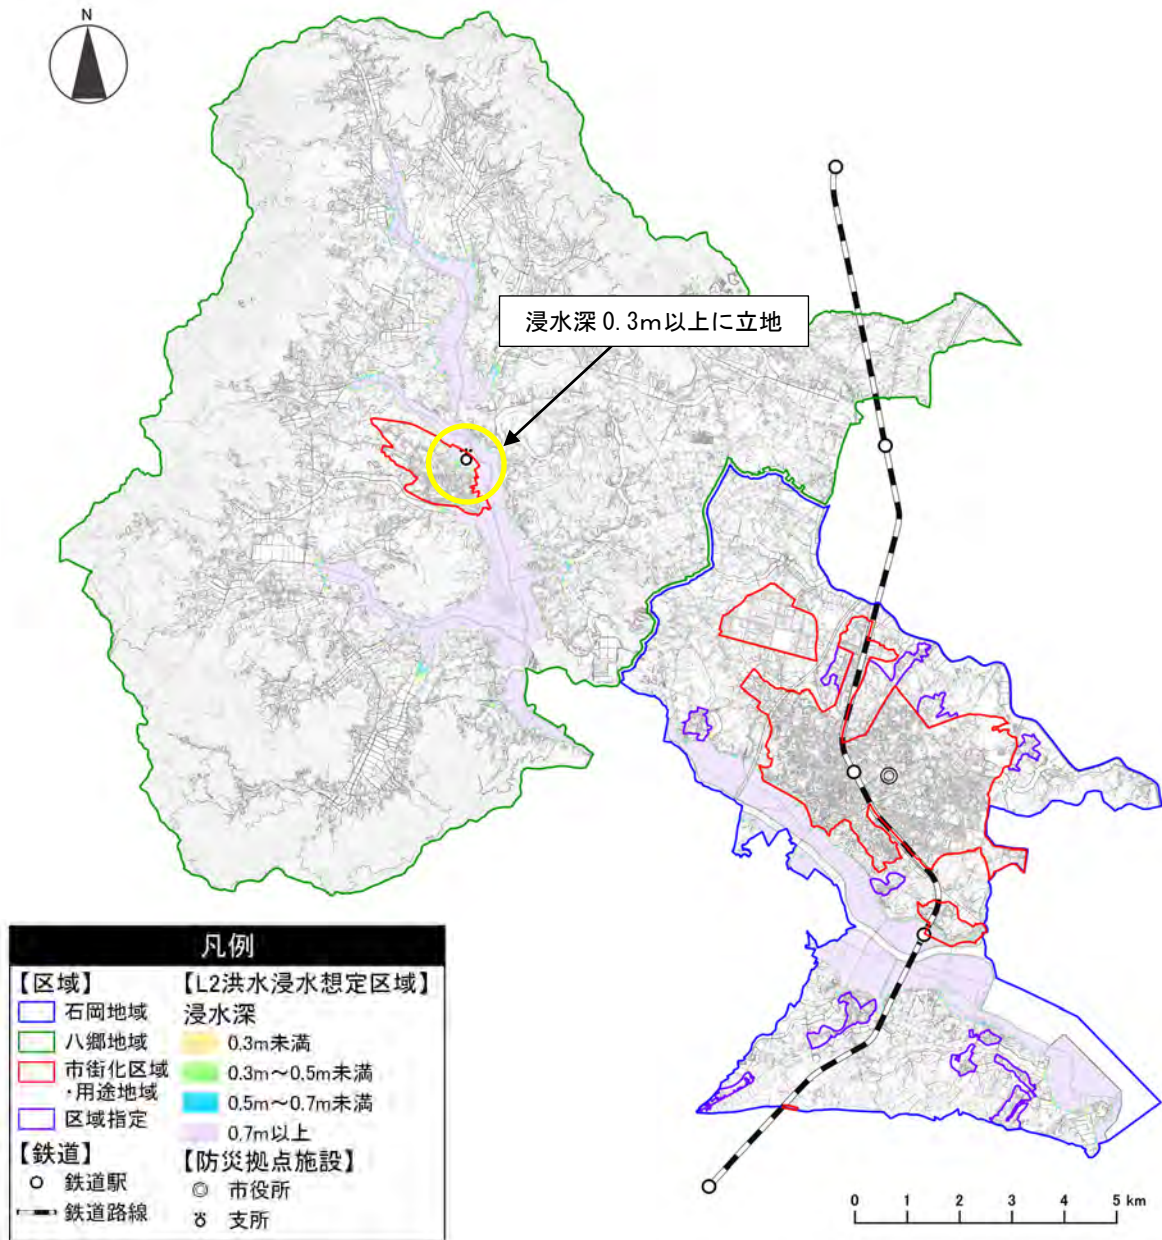 N
浸水深0.3m以上に立地
凡例
【区域】
石岡地域
八郷地域
市街化区域
・用途地域
区域指定
【鉄道】
鉄道駅
鉄道路線
【L2洪水浸水想定区域】
浸水深
0.3m未満
0.3m～0.5m未満
0.5m～0.7m未満
0.7m以上
【防災拠点施設】
市役所
支所
0 1 2 3 4 5 km